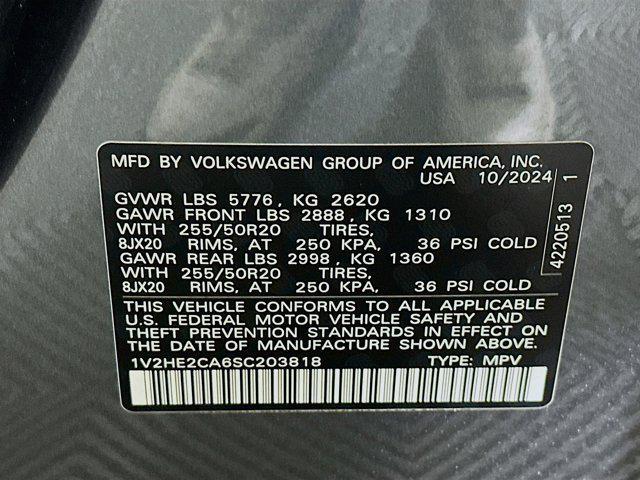 MFD BY VOLKSWAGEN GROUP OF AMERICA, INC.
USA 10/2024
GVWR LBS 5776, KG 2620
GAWR FRONT LBS 2888, KG 1310
WITH 255/50R20 TIRES,
8JX20 RIMS, AT 250 KPA, 36 PSI COLD
GAWR REAR LBS 2998, KG 1360
WITH 255/50R20 TIRES,
8JX20 RIMS, AT 250 KPA, 36 PSI COLD
THIS VEHICLE CONFORMS TO ALL APPLICABLE
U.S. FEDERAL MOTOR VEHICLE SAFETY AND
THEFT PREVENTION STANDARDS IN EFFECT ON
THE DATE OF MANUFACTURE SHOWN ABOVE.
1V2HE2CA6SC203818 TYPE: MPV
4220513 1